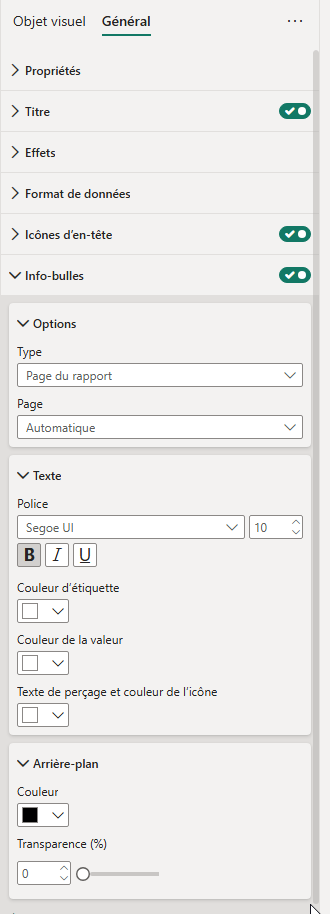 Objet visuel Général ...
Propriétés
Titre
Effets
Format de données
Icônes d’en-tête
Info-bulles
Options
Type
Page du rapport
Page
Automatique
Texte
Police
Segoe UI 10
B I U
Couleur d’étiquette
Couleur de la valeur
Texte de perçage et couleur de l’icône
Arrière-plan
Couleur
Transparence (%)
0